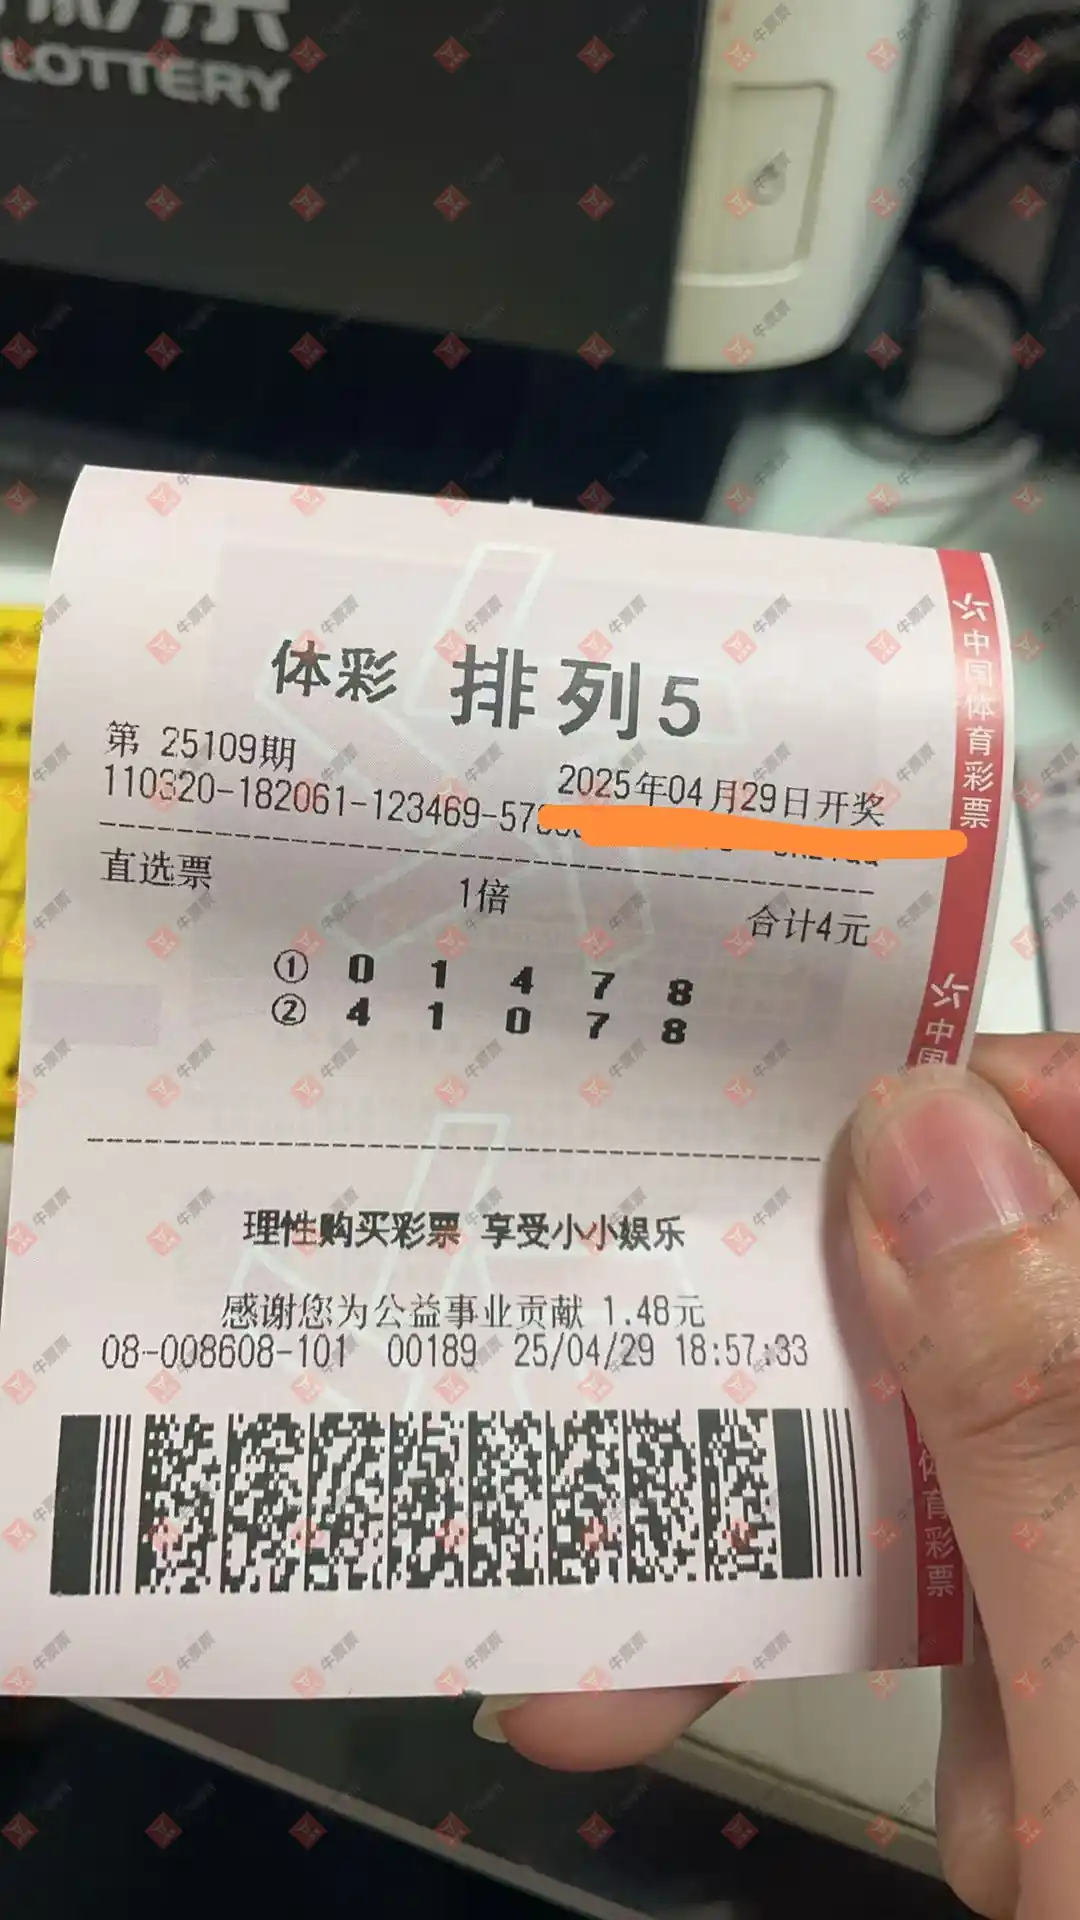 LOTTERY
体彩 排列5
第 25109期
2025年04月29日开奖
110320-182061-123469-57
直选票 1倍 合计4元
① 0 1 4 7 8
② 4 1 0 7 8
理性购买彩票 享受小小娱乐
感谢您为公益事业贡献 1.48元
08-008608-101 00189 25/04/29 18:57:33
中国体育彩票
中国
体育彩票
牛票票